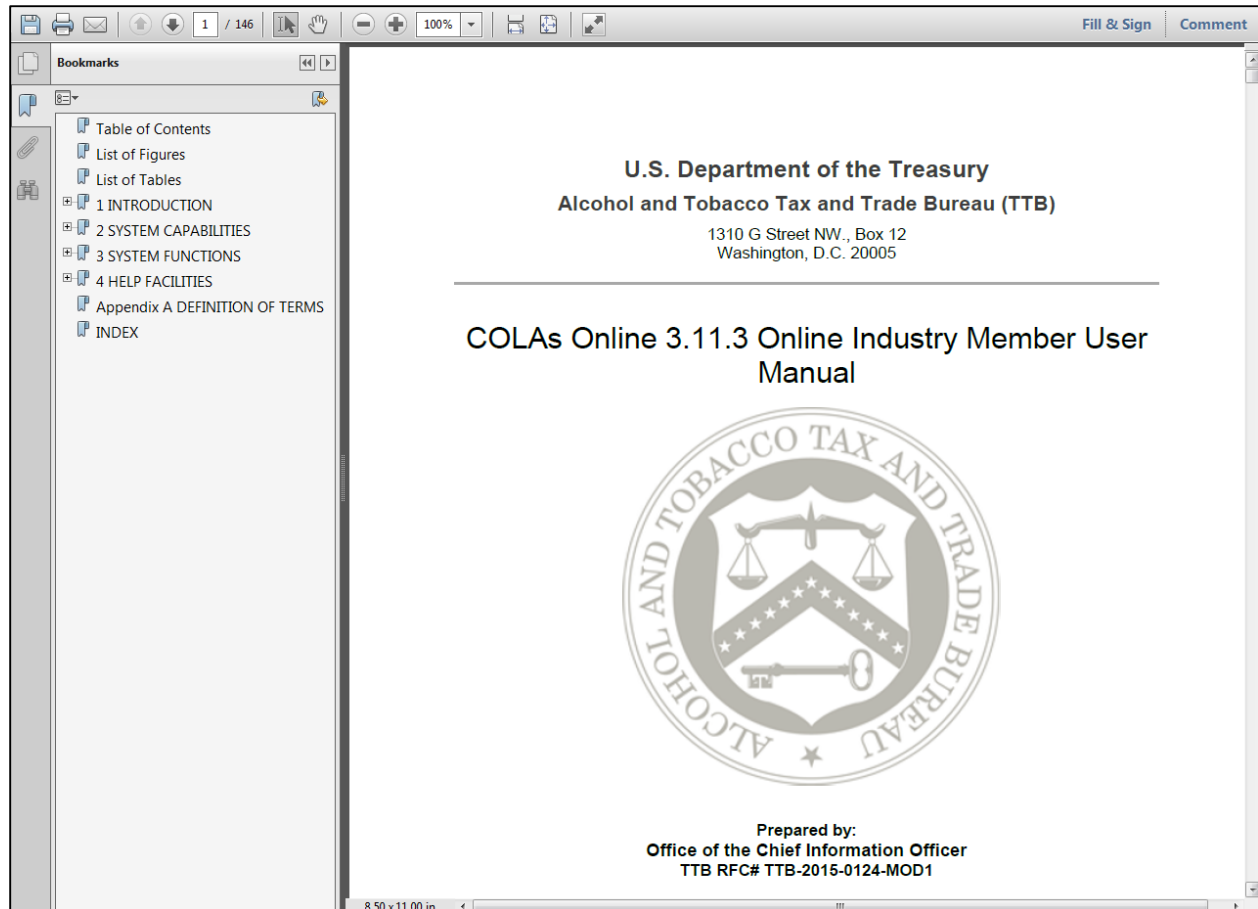 1 / 146
100%
Fill & Sign
Comment
Bookmarks
Table of Contents
List of Figures
List of Tables
1 INTRODUCTION
2 SYSTEM CAPABILITIES
3 SYSTEM FUNCTIONS
4 HELP FACILITIES
Appendix A DEFINITION OF TERMS
INDEX
U.S. Department of the Treasury
Alcohol and Tobacco Tax and Trade Bureau (TTB)
1310 G Street NW., Box 12
Washington, D.C. 20005
COLAs Online 3.11.3 Online Industry Member User
Manual
ALCOHOL AND TOBACCO TAX AND TRADE BUREAU
Prepared by:
Office of the Chief Information Officer
TTB RFC# TTB-2015-0124-MOD1
8.50 x 11.00 in